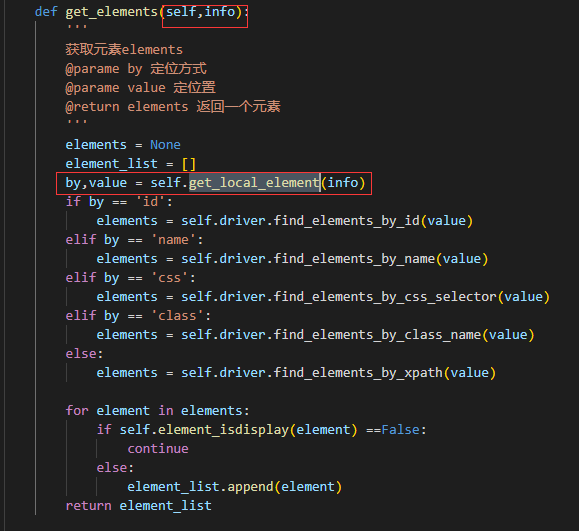 def get_elements(self,info):
'''
获取元素elements
@parame by 定位方式
@parame value 定位置
@return elements 返回一个元素
'''
elements = None
element_list = []
by,value = self.get_local_element(info)
if by == 'id':
elements = self.driver.find_elements_by_id(value)
elif by == 'name':
elements = self.driver.find_elements_by_name(value)
elif by == 'css':
elements = self.driver.find_elements_by_css_selector(value)
elif by == 'class':
elements = self.driver.find_elements_by_class_name(value)
else:
elements = self.driver.find_elements_by_xpath(value)
for element in elements:
if self.element_isdisplay(element) ==False:
continue
else:
element_list.append(element)
return element_list